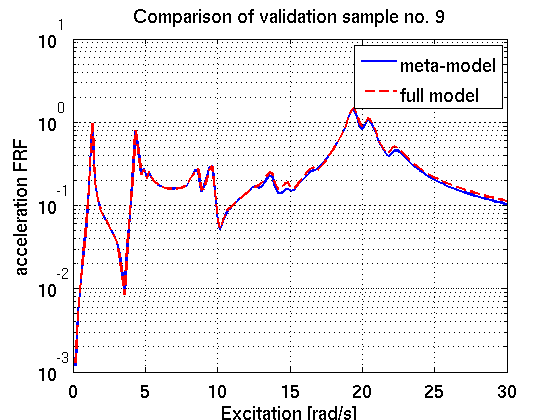 Comparison of validation sample no. 9
meta-model
full model
acceleration FRF
10^1
10^0
10^-1
10^-2
10^-3
0 5 10 15 20 25 30
Excitation [rad/s]